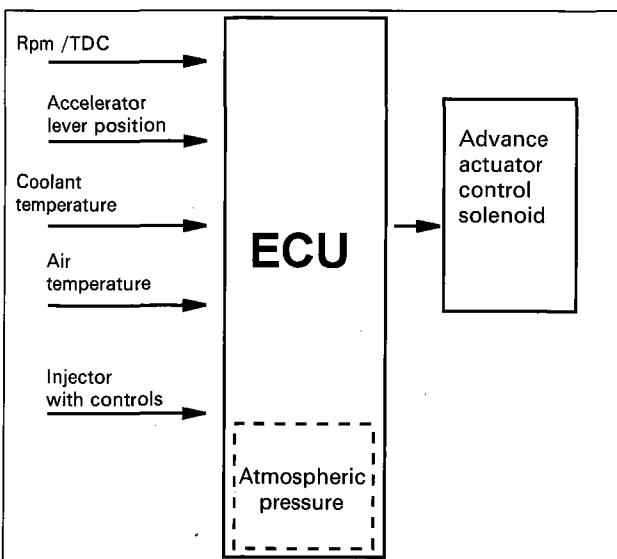 Rpm /TDC
Accelerator
lever position
Coolant
temperature
Air
temperature
Injector
with controls
ECU
Atmospheric
pressure
Advance
actuator
control
solenoid